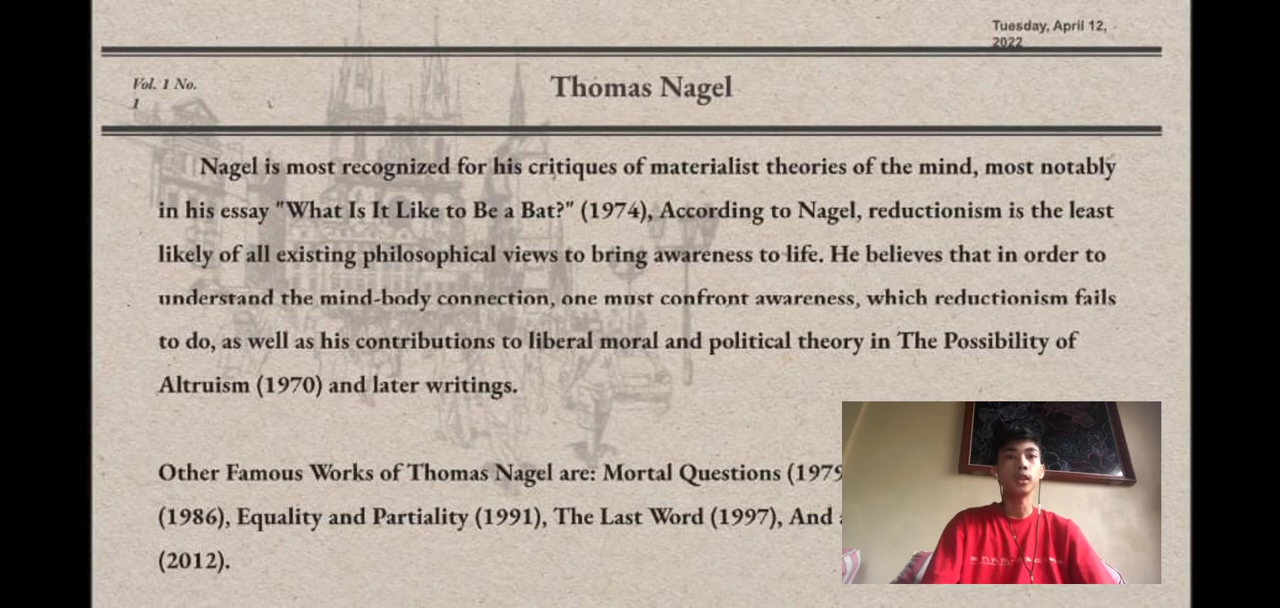 Tuesday, April 12,
2022
Vol. 1 No.
1
Thomas Nagel
Nagel is most recognized for his critiques of materialist theories of the mind, most notably
in his essay "What Is It Like to Be a Bat?" (1974), According to Nagel, reductionism is the least
likely of all existing philosophical views to bring awareness to life. He believes that in order to
understand the mind-body connection, one must confront awareness, which reductionism fails
to do, as well as his contributions to liberal moral and political theory in The Possibility of
Altruism (1970) and later writings.
Other Famous Works of Thomas Nagel are: Mortal Questions (1979
(1986), Equality and Partiality (1991), The Last Word (1997), And
(2012).